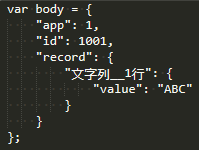 var body = {
    "app": 1,
    "id": 1001,
    "record": {
        "文字列__1行": {
            "value": "ABC"
        }
    }
};